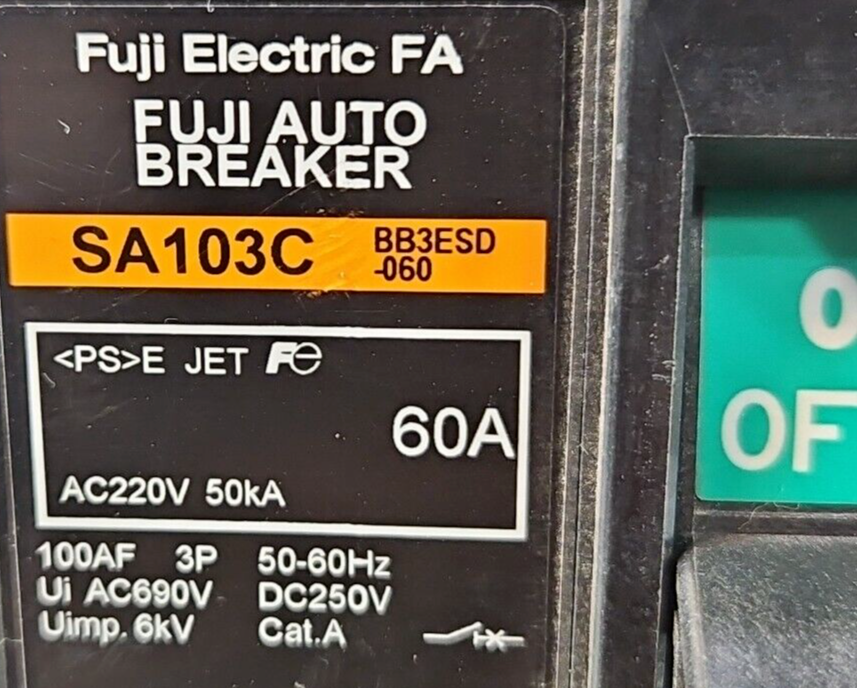 Fuji Electric FA
FUJI AUTO
BREAKER
SA103C BB3ESD
-060
<PS>E JET Fe
60A
AC220V 50kA
100AF 3P 50-60Hz
Ui AC690V DC250V
Uimp. 6kV Cat.A
O
OF